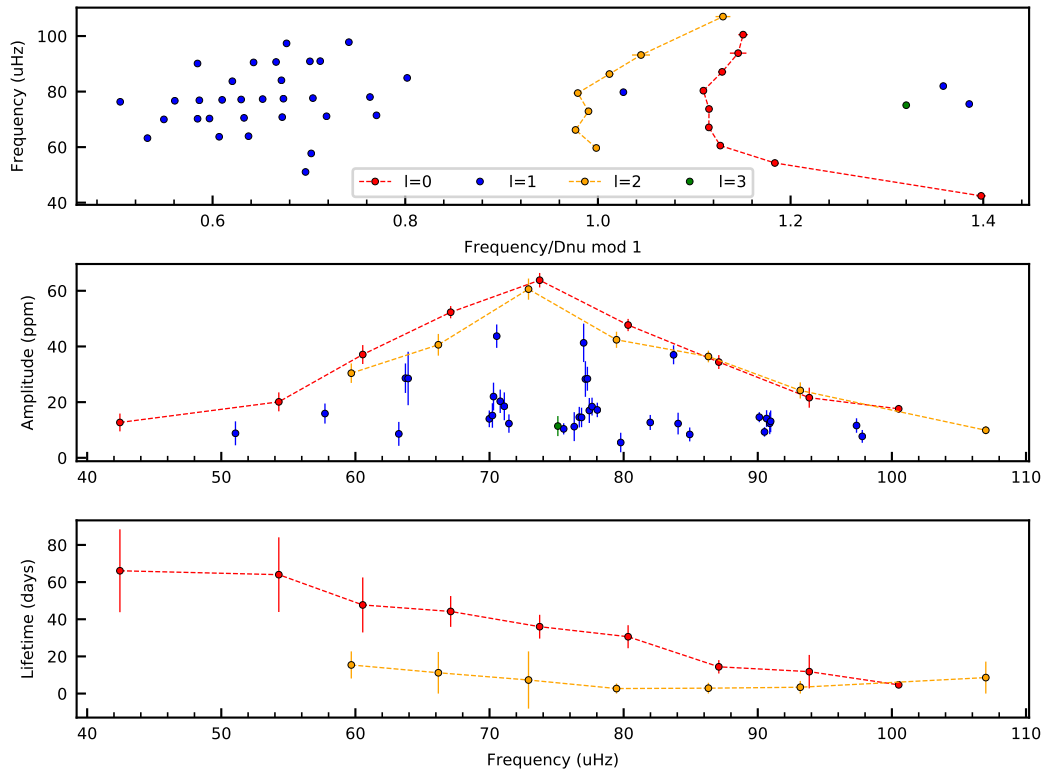 Frequency (uHz)
100
80
60
40
l=0 l=1 l=2 l=3
0.6 0.8 1.0 1.2 1.4
Frequency/Dnu mod 1
Amplitude (ppm)
60
40
20
0
40 50 60 70 80 90 100 110
Lifetime (days)
80
60
40
20
0
40 50 60 70 80 90 100 110
Frequency (uHz)